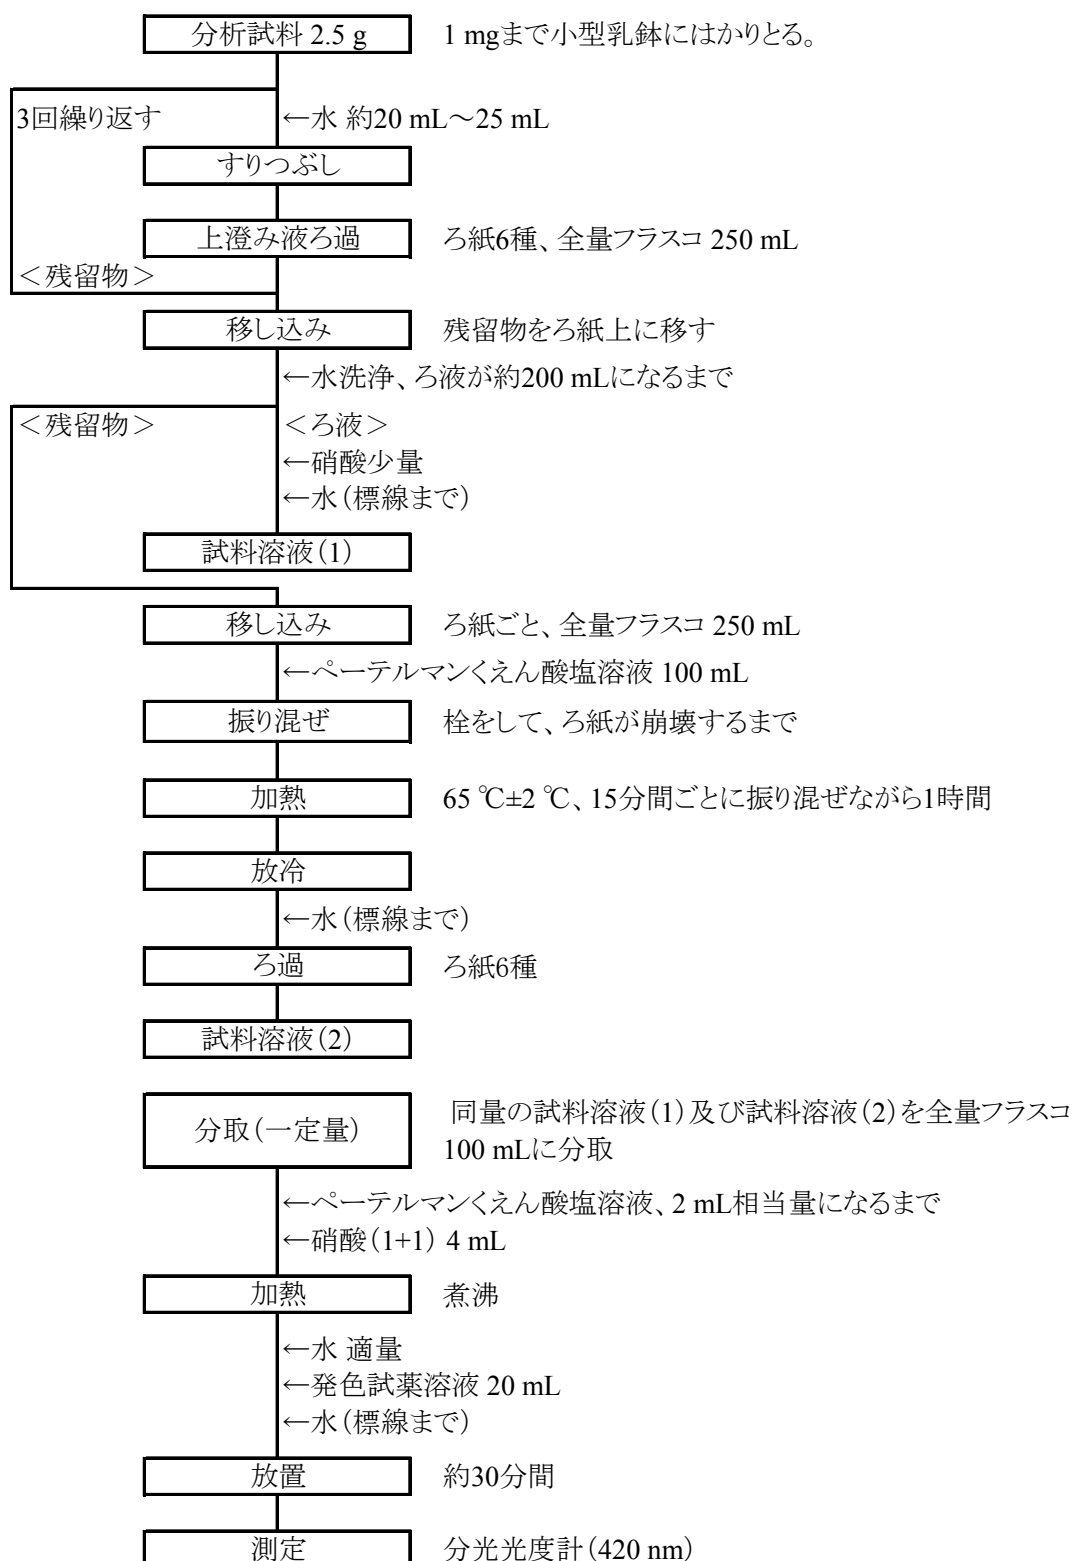 分析試料 2.5 g 1 mgまで小型乳鉢にはかりとる。
3回繰り返す ←水 約20 mL～25 mL
すりつぶし
上澄み液ろ過 ろ紙6種、全量フラスコ 250 mL
＜残留物＞
移し込み 残留物をろ紙上に移す
←水洗浄、ろ液が約200 mLになるまで
＜残留物＞ ＜ろ液＞
←硝酸少量
←水（標線まで）
試料溶液（1）
移し込み ろ紙ごと、全量フラスコ 250 mL
←ペーテルマンくえん酸塩溶液 100 mL
振り混ぜ 栓をして、ろ紙が崩壊するまで
加熱 65 ℃±2 ℃、15分間ごとに振り混ぜながら1時間
放冷
←水（標線まで）
ろ過 ろ紙6種
試料溶液（2）
分取（一定量） 同量の試料溶液（1）及び試料溶液（2）を全量フラスコ
100 mLに分取
←ペーテルマンくえん酸塩溶液、2 mL相当量になるまで
←硝酸（1+1） 4 mL
加熱 煮沸
←水 適量
←発色試薬溶液 20 mL
←水（標線まで）
放置 約30分間
測定 分光光度計（420 nm）